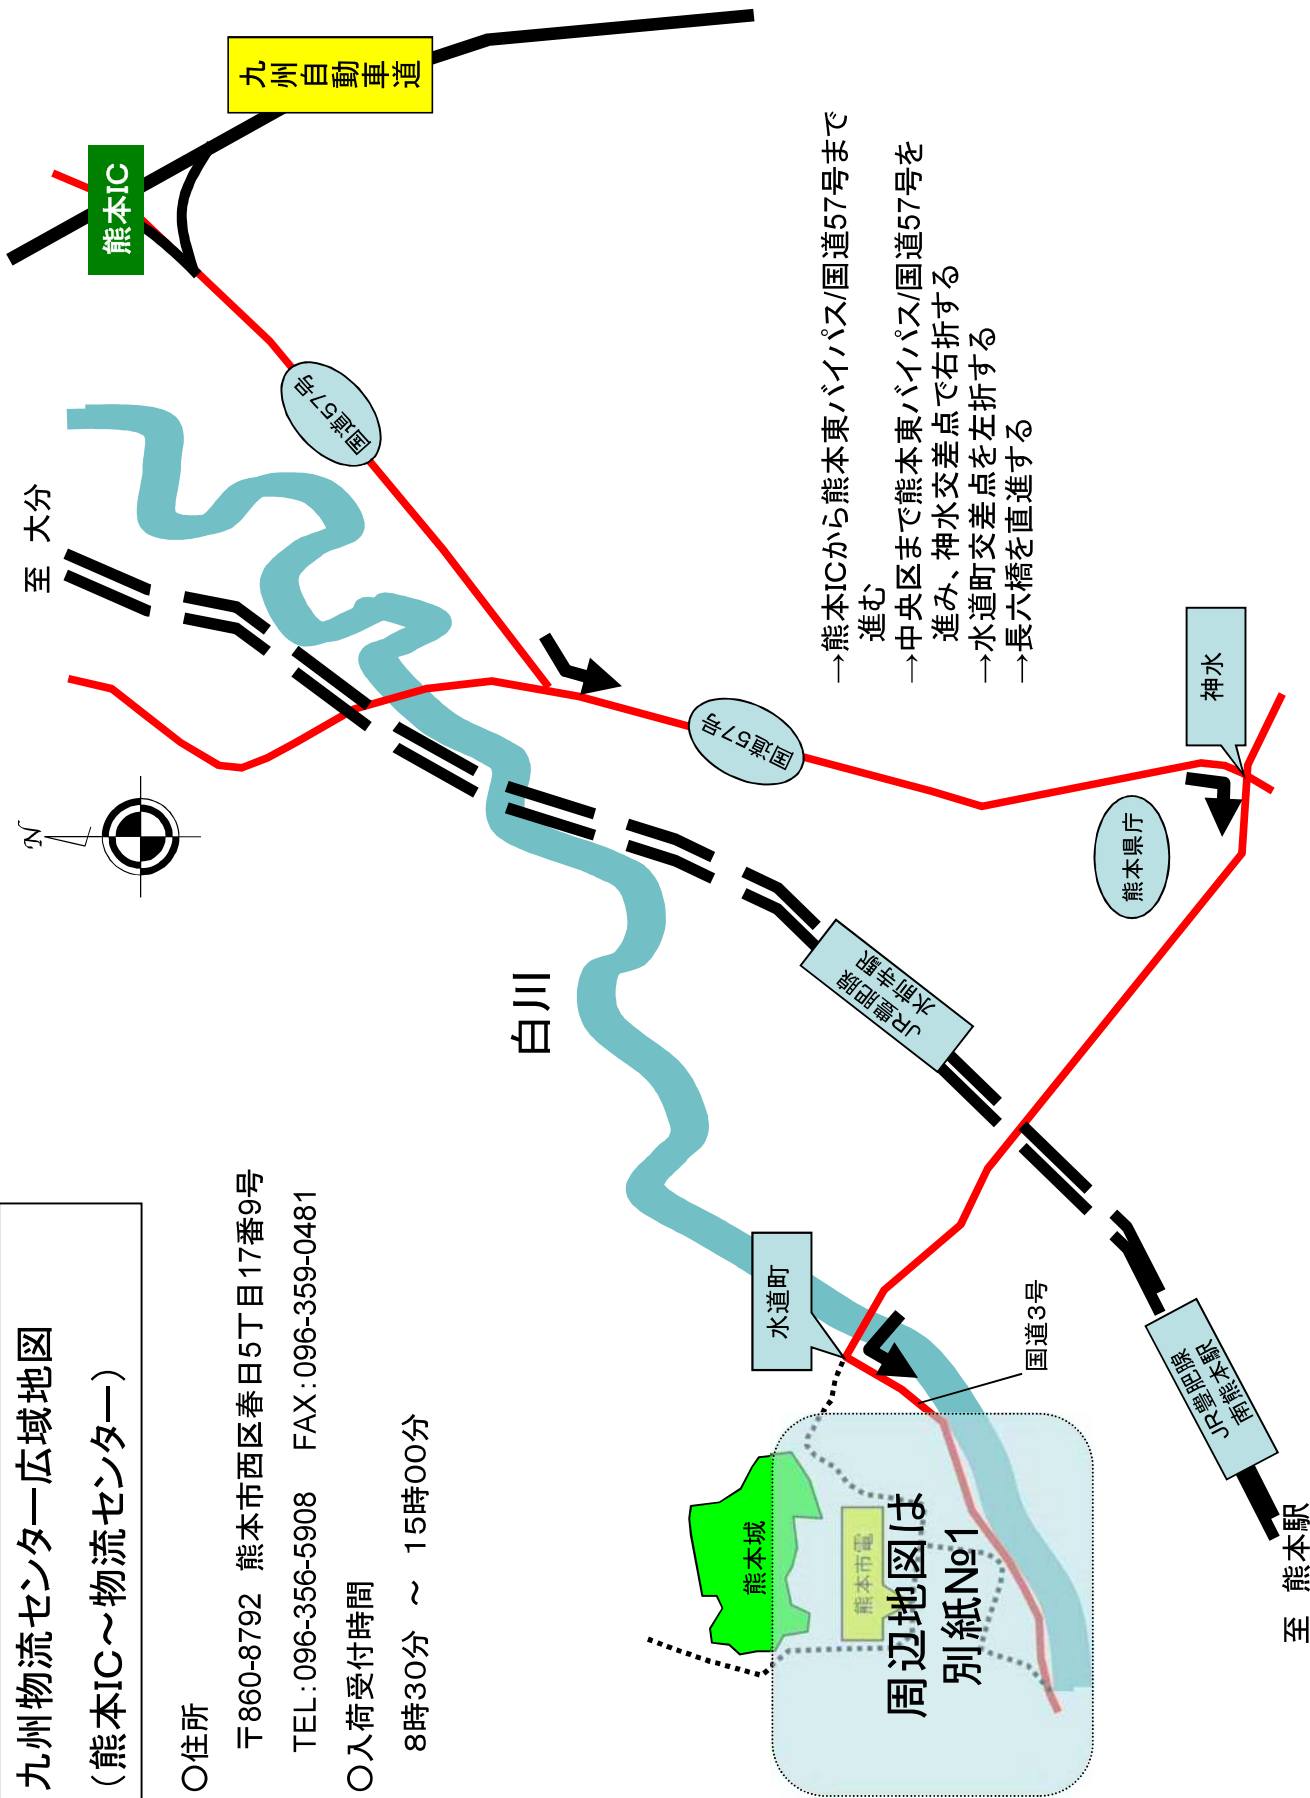 九州物流センター広域地図
（熊本IC～物流センター）
○住所
〒860-8792 熊本市西区春日5丁目17番9号
TEL:096-356-5908 FAX:096-359-0481
○入荷受付時間
8時30分 ～ 15時00分
N
至 大分
熊本IC
九州自動車道
国道57号
白川
国道57号
→熊本ICから熊本東バイパス/国道57号まで
進む
→中央区まで熊本東バイパス/国道57号を
進み、神水交差点で右折する
→水道町交差点を左折する
→長六橋を直進する
神水
熊本県庁
JR豊肥線
水前寺駅
水道町
国道3号
熊本城
熊本市電
周辺地図は
別紙№1
JR豊肥線
南熊本駅
至 熊本駅